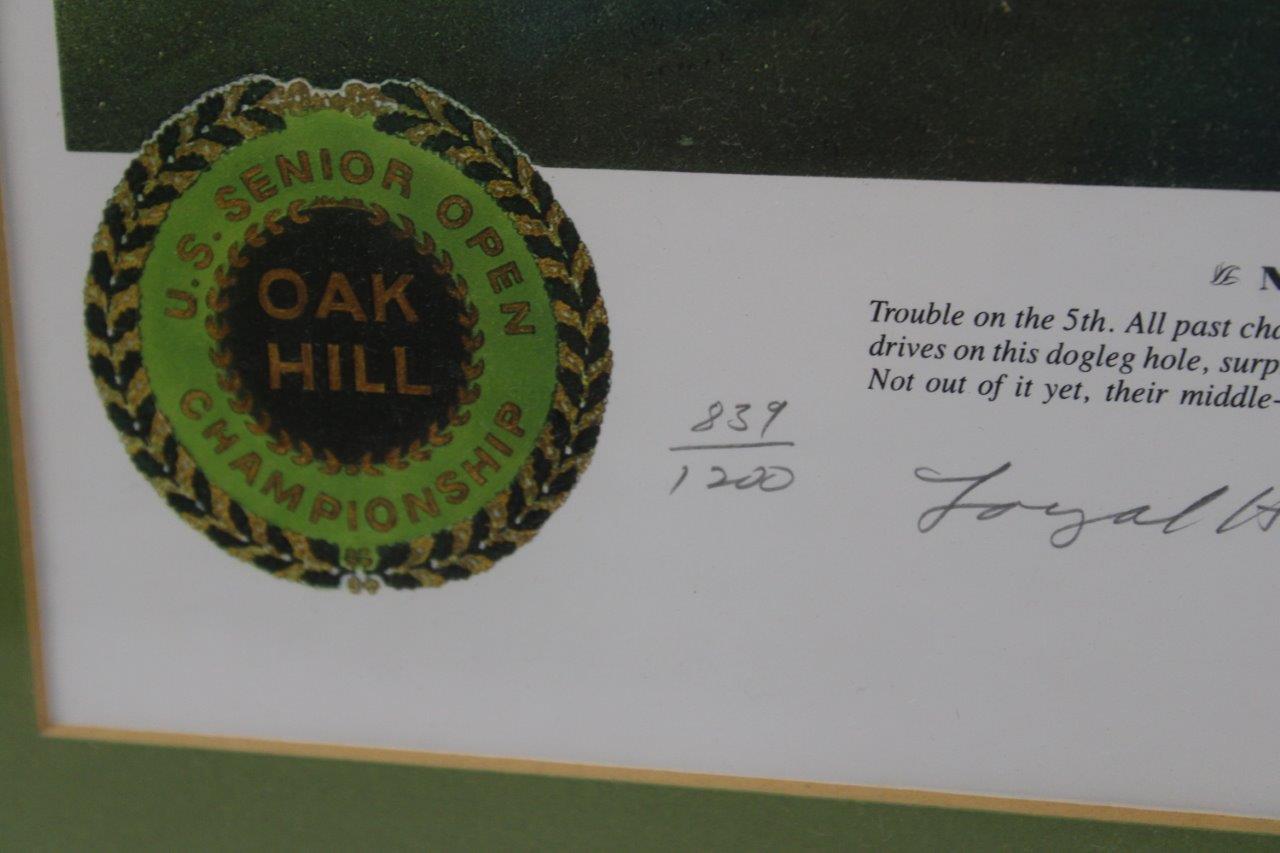 U.S. SENIOR OPEN
OAK
HILL
CHAMPIONSHIP
Trouble on the 5th. All past cha
drives on this dogleg hole, surp
Not out of it yet, their middle-
839
1200
Loyal H